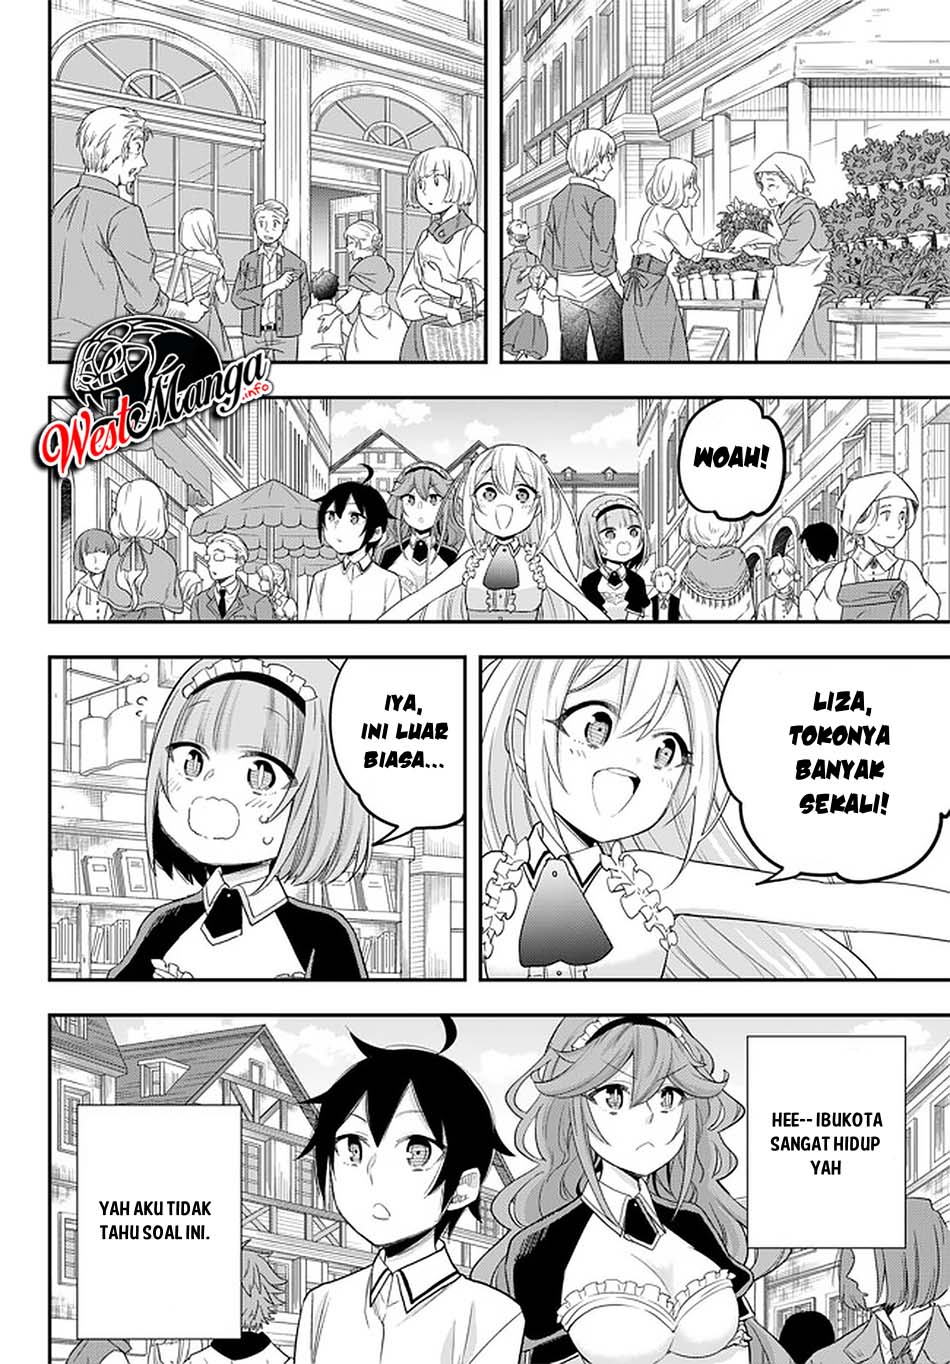 WestManga
.info
WOAH!
LIZA,
TOKONYA
BANYAK
SEKALI!
IYA,
INI LUAR
BIASA...
HEE-- IBUKOTA
SANGAT HIDUP
YAH
YAH AKU TIDAK
TAHU SOAL INI.